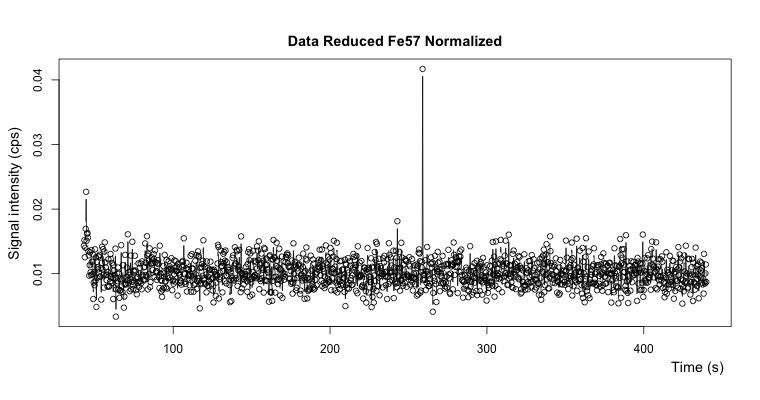 Data Reduced Fe57 Normalized
Signal intensity (cps)
0.04
0.03
0.02
0.01
100 200 300 400
Time (s)